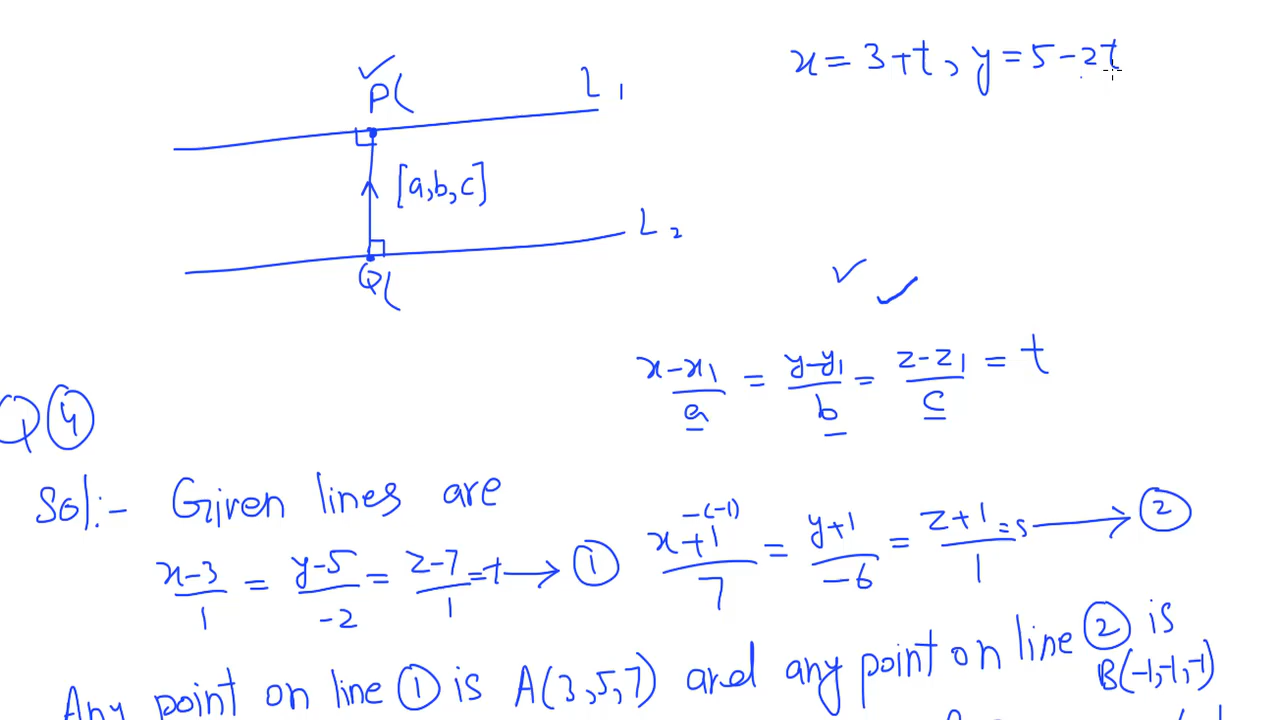 x = 3+t, y = 5-2t
P(
L1
[a,b,c]
L2
Q(
(x-x1)/a = (y-y1)/b = (z-z1)/c = t
Q④
Sol:- Given lines are
(x-3)/1 = (y-5)/-2 = (z-7)/1 = t → ①
-(-1)
(x+1)/7 = (y+1)/-6 = (z+1)/1 = s → ②
Any point on line ① is A(3,5,7) and any point on line ② is
B(-1,-1,-1)